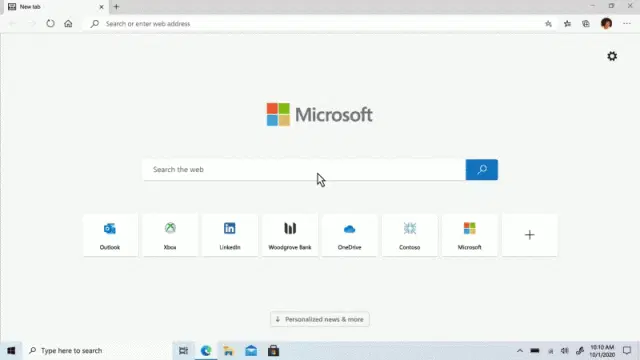 New tab
Search or enter web address
Microsoft
Search the web
Outlook
Xbox
LinkedIn
Woodgrove Bank
OneDrive
Contoso
Microsoft
Personalized news & more
Type here to search
10:10 AM
10/1/2020